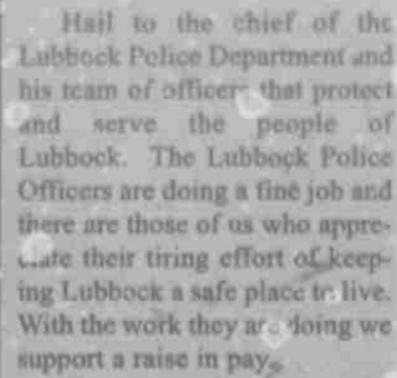 Hail to the chief of the
Lubbock Police Department and
his team of officers that protect
and serve the people of
Lubbock. The Lubbock Police
Officers are doing a fine job and
there are those of us who appre-
ciate their tiring effort of keep-
ing Lubbock a safe place to live.
With the work they are doing we
support a raise in pay.